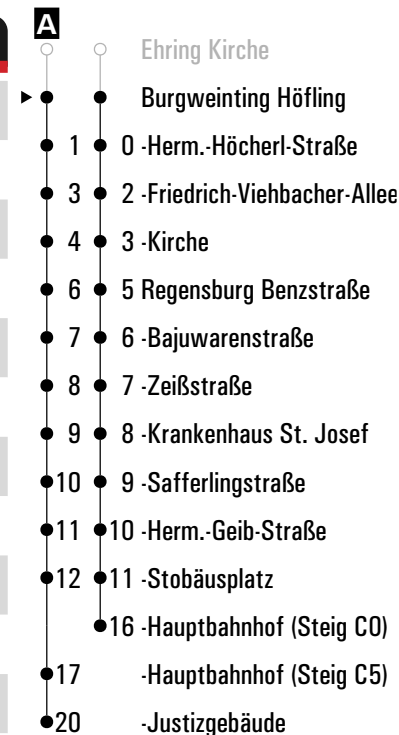 A
Ehring Kirche
Burgweinting Höfling
1 0 -Herm.-Höcherl-Straße
3 2 -Friedrich-Viehbacher-Allee
4 3 -Kirche
6 5 Regensburg Benzstraße
7 6 -Bajuwarenstraße
8 7 -Zeißstraße
9 8 -Krankenhaus St. Josef
10 9 -Safferlingstraße
11 10 -Herm.-Geib-Straße
12 11 -Stobäusplatz
16 -Hauptbahnhof (Steig C0)
17 -Hauptbahnhof (Steig C5)
20 -Justizgebäude